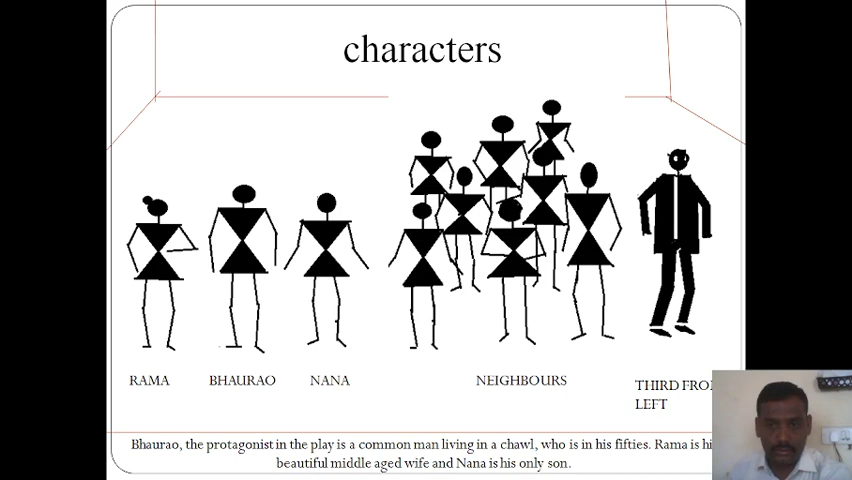 characters
RAMA BHAURAO NANA NEIGHBOURS
THIRD FRO
LEFT
Bhaurao, the protagonist in the play is a common man living in a chawl, who is in his fifties. Rama is hi
beautiful middle aged wife and Nana is his only son.